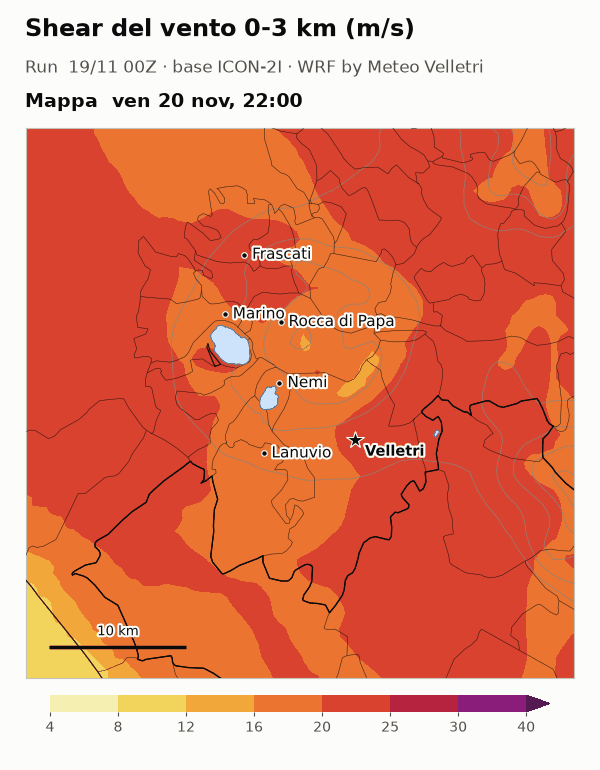 Shear del vento 0-3 km (m/s)
Run  19/11 00Z · base ICON-2I · WRF by Meteo Velletri
Mappa  ven 20 nov, 22:00
Frascati
Marino
Rocca di Papa
Nemi
Velletri
Lanuvio
10 km
4 8 12 16 20 25 30 40